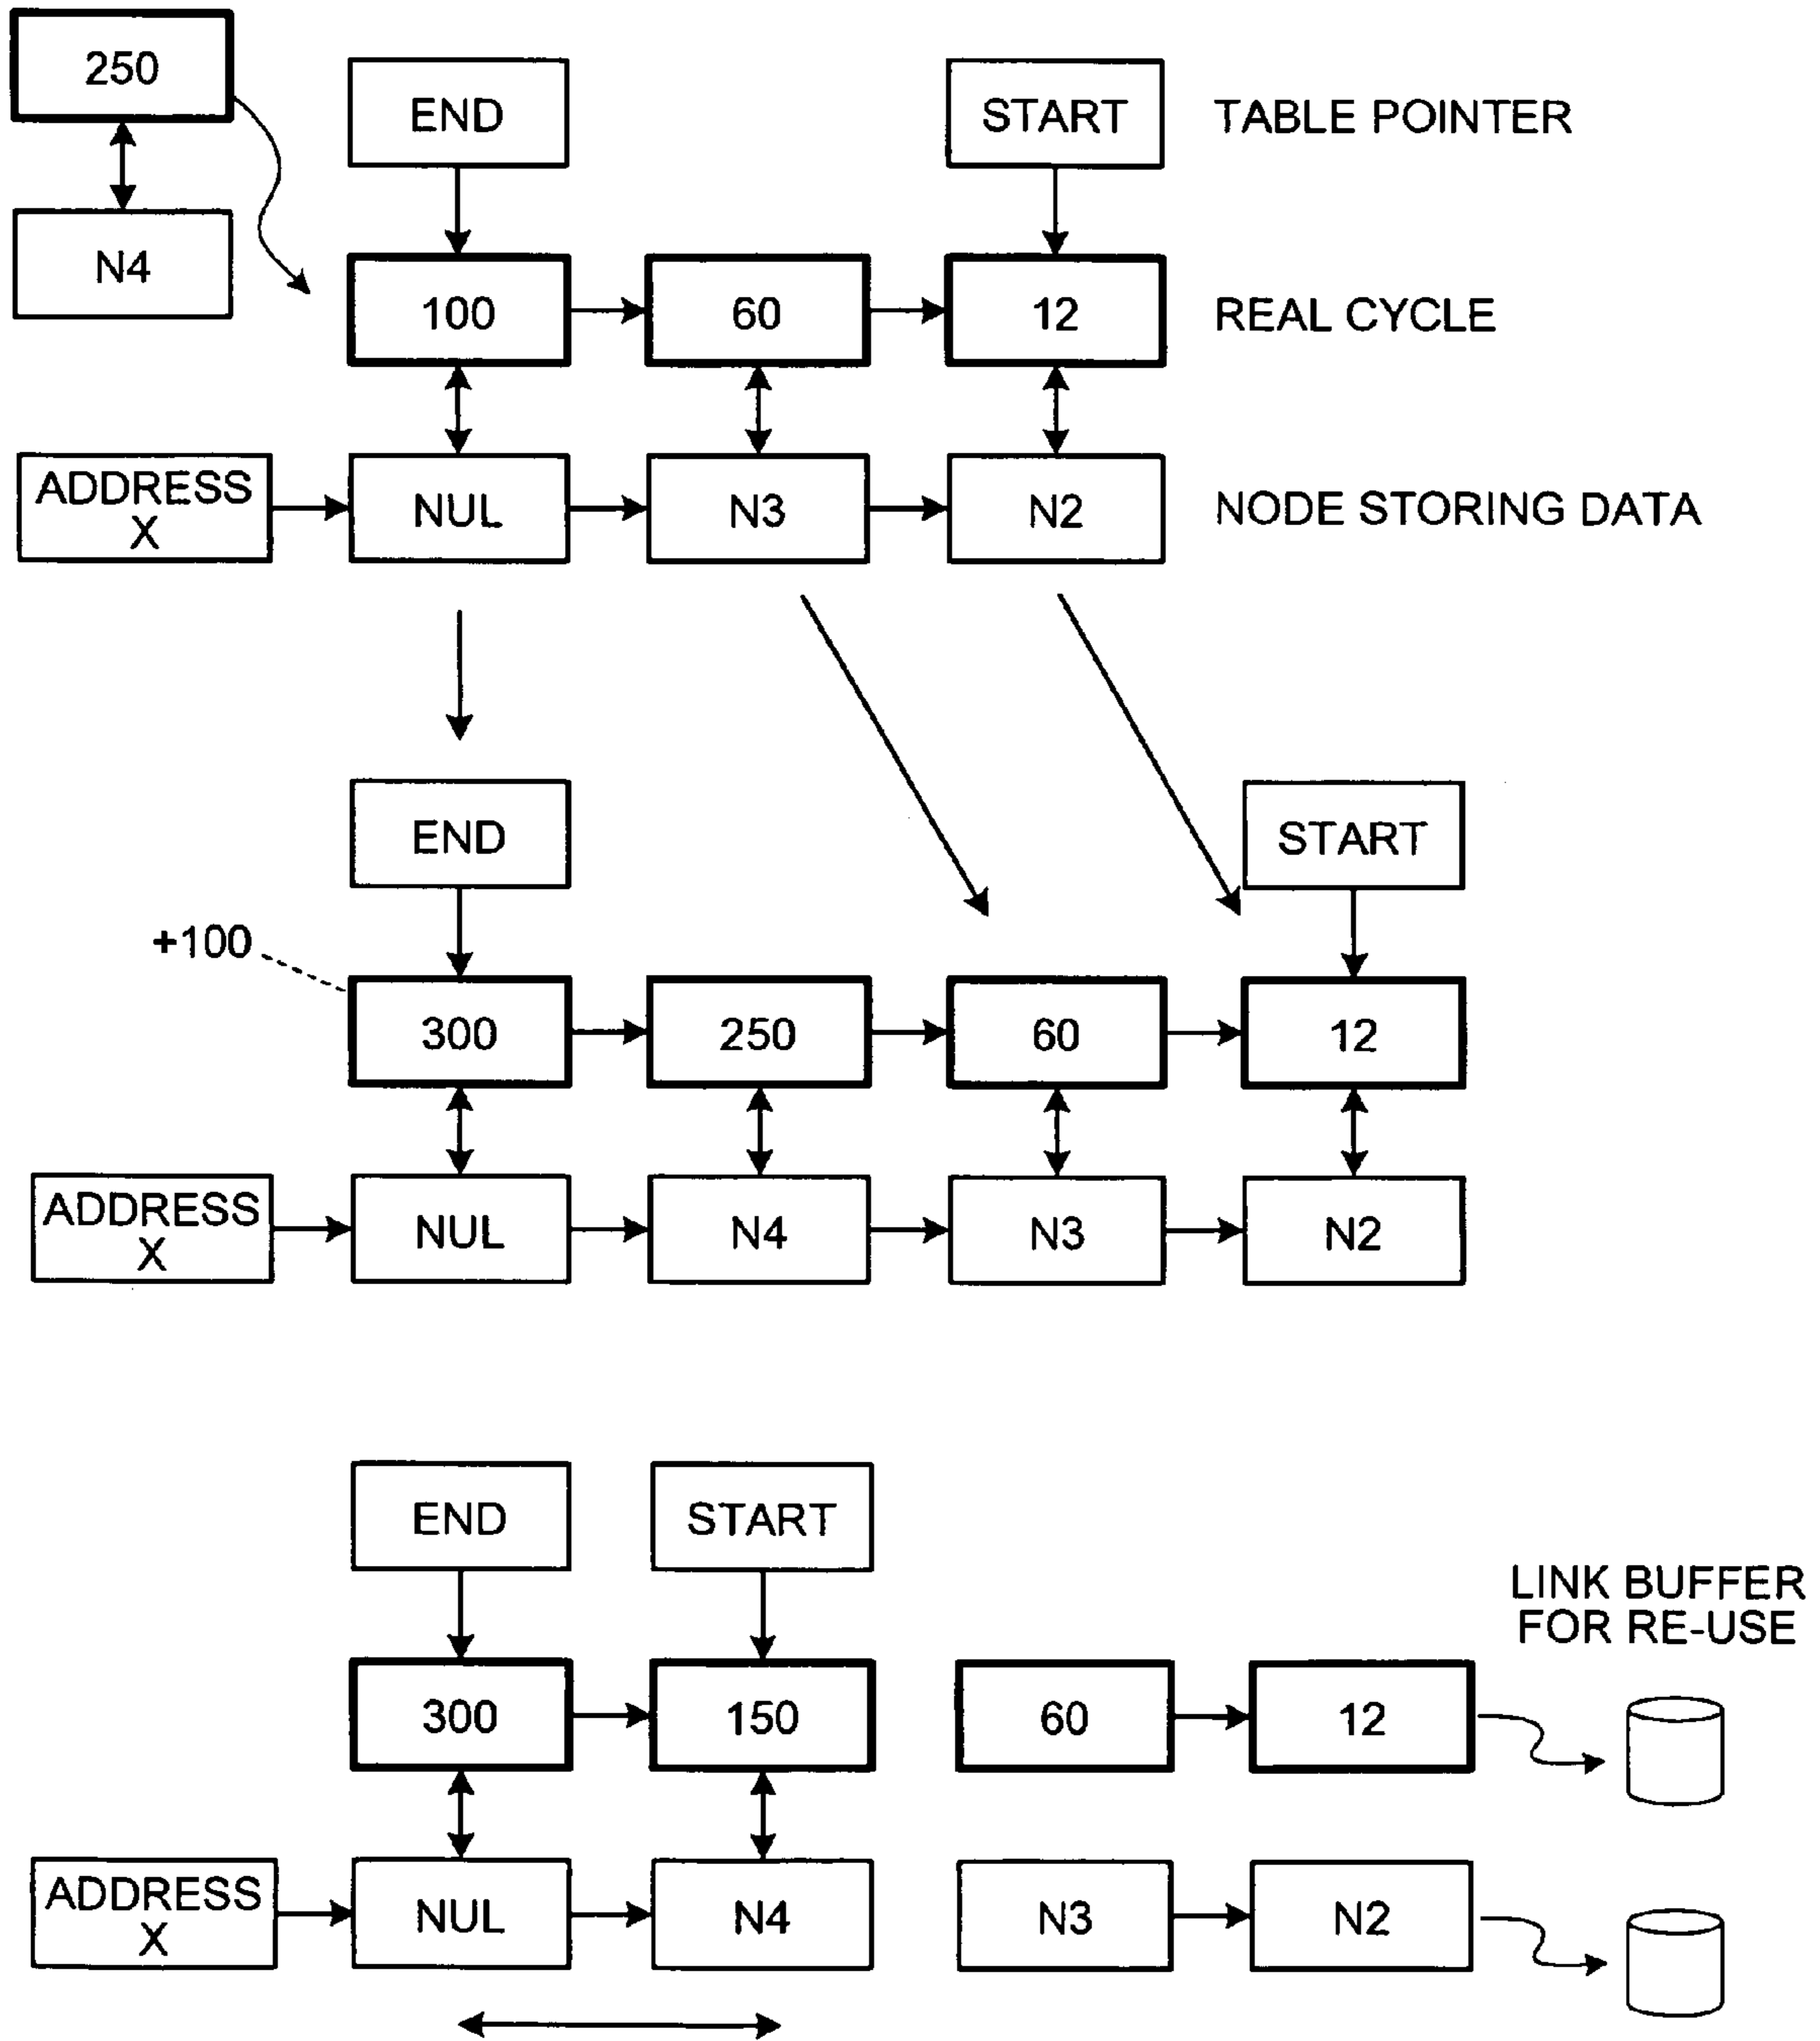 250
END
START
TABLE POINTER
N4
100
60
12
REAL CYCLE
ADDRESS
X
NUL
N3
N2
NODE STORING DATA
END
START
+100
300
250
60
12
ADDRESS
X
NUL
N4
N3
N2
END
START
LINK BUFFER
FOR RE-USE
300
150
60
12
ADDRESS
X
NUL
N4
N3
N2